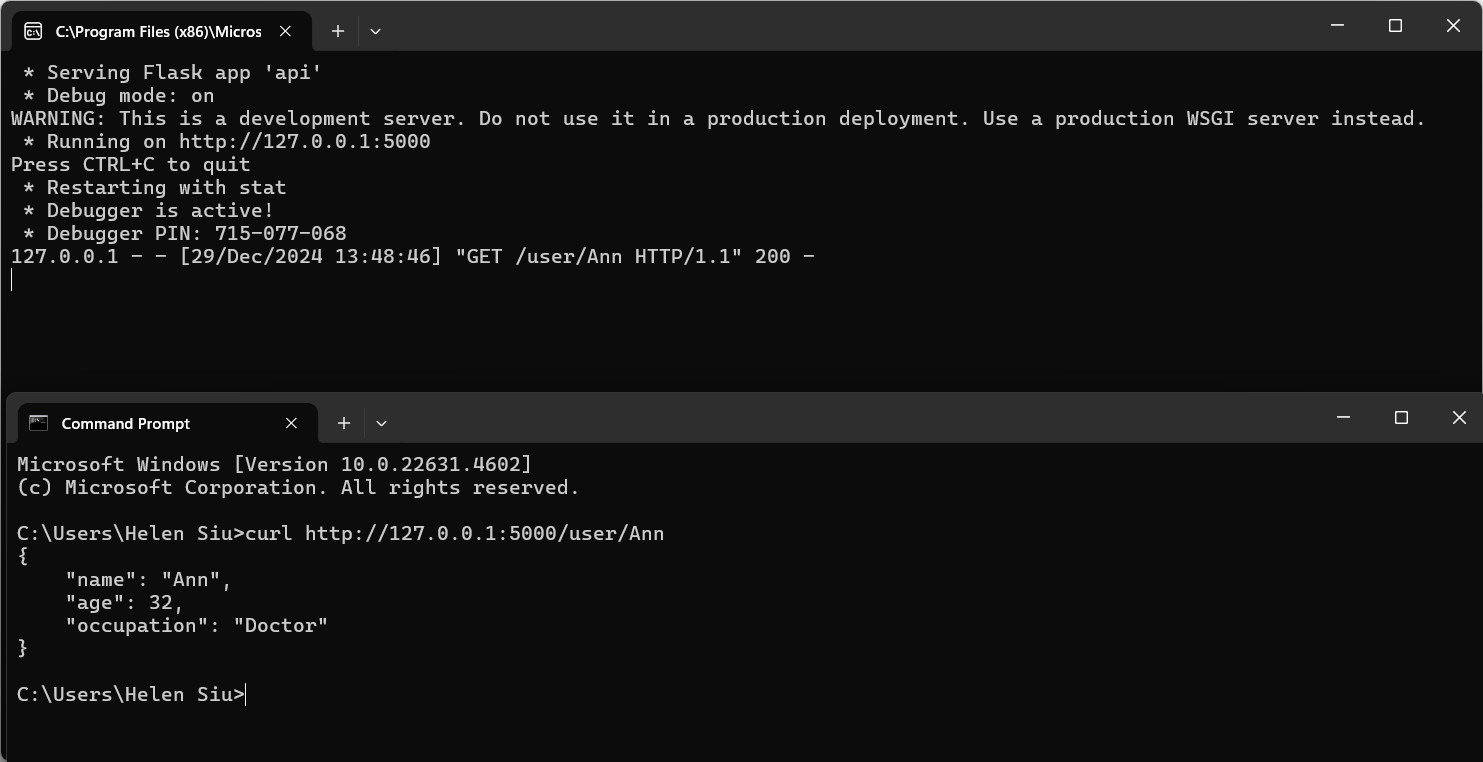 C:\Program Files (x86)\Micros
 * Serving Flask app 'api'
 * Debug mode: on
WARNING: This is a development server. Do not use it in a production deployment. Use a production WSGI server instead.
 * Running on http://127.0.0.1:5000
Press CTRL+C to quit
 * Restarting with stat
 * Debugger is active!
 * Debugger PIN: 715-077-068
127.0.0.1 - - [29/Dec/2024 13:48:46] "GET /user/Ann HTTP/1.1" 200 -
Command Prompt
Microsoft Windows [Version 10.0.22631.4602]
(c) Microsoft Corporation. All rights reserved.
C:\Users\Helen Siu>curl http://127.0.0.1:5000/user/Ann
{
    "name": "Ann",
    "age": 32,
    "occupation": "Doctor"
}
C:\Users\Helen Siu>